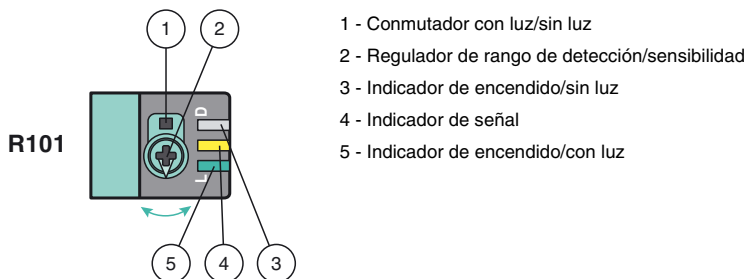 1 2
1 - Conmutador con luz/sin luz
2 - Regulador de rango de detección/sensibilidad
3 - Indicador de encendido/sin luz
4 - Indicador de señal
5 - Indicador de encendido/con luz
R101
D
L
5 4 3